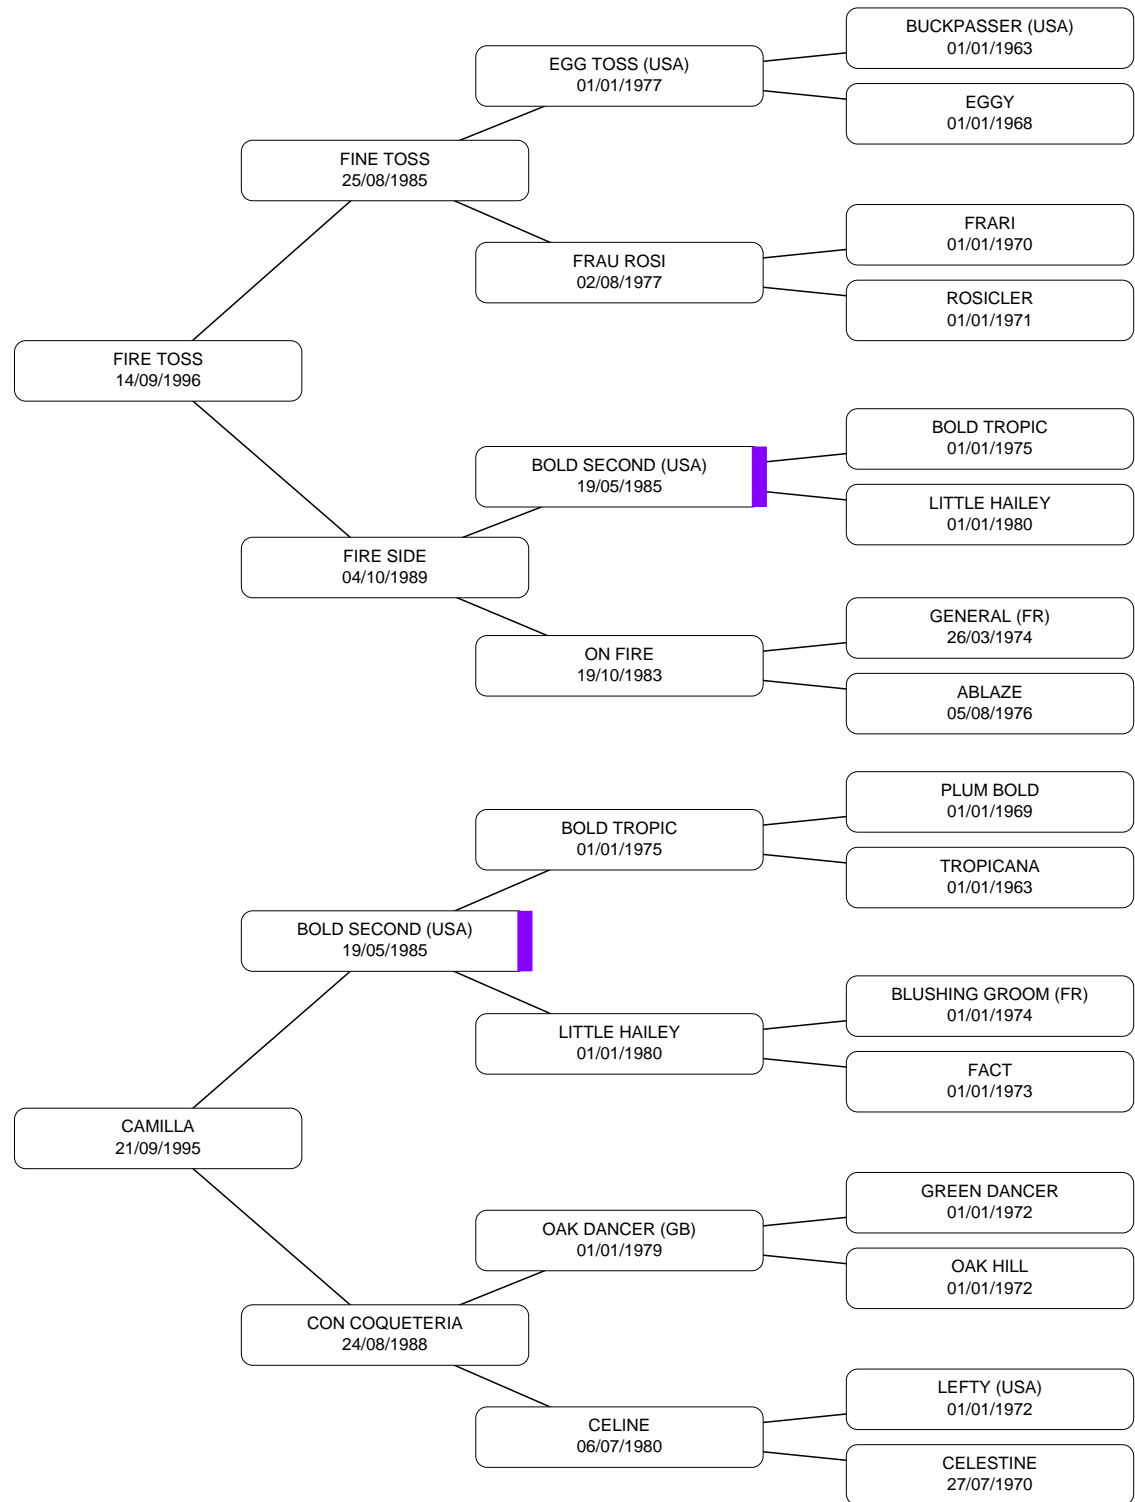 BUCKPASSER (USA)
01/01/1963
EGG TOSS (USA)
01/01/1977
EGGY
01/01/1968
FINE TOSS
25/08/1985
FRARI
01/01/1970
FRAU ROSI
02/08/1977
ROSICLER
01/01/1971
FIRE TOSS
14/09/1996
BOLD TROPIC
01/01/1975
BOLD SECOND (USA)
19/05/1985
LITTLE HAILEY
01/01/1980
FIRE SIDE
04/10/1989
GENERAL (FR)
26/03/1974
ON FIRE
19/10/1983
ABLAZE
05/08/1976
PLUM BOLD
01/01/1969
BOLD TROPIC
01/01/1975
TROPICANA
01/01/1963
BOLD SECOND (USA)
19/05/1985
BLUSHING GROOM (FR)
01/01/1974
LITTLE HAILEY
01/01/1980
FACT
01/01/1973
CAMILLA
21/09/1995
GREEN DANCER
01/01/1972
OAK DANCER (GB)
01/01/1979
OAK HILL
01/01/1972
CON COQUETERIA
24/08/1988
LEFTY (USA)
01/01/1972
CELINE
06/07/1980
CELESTINE
27/07/1970